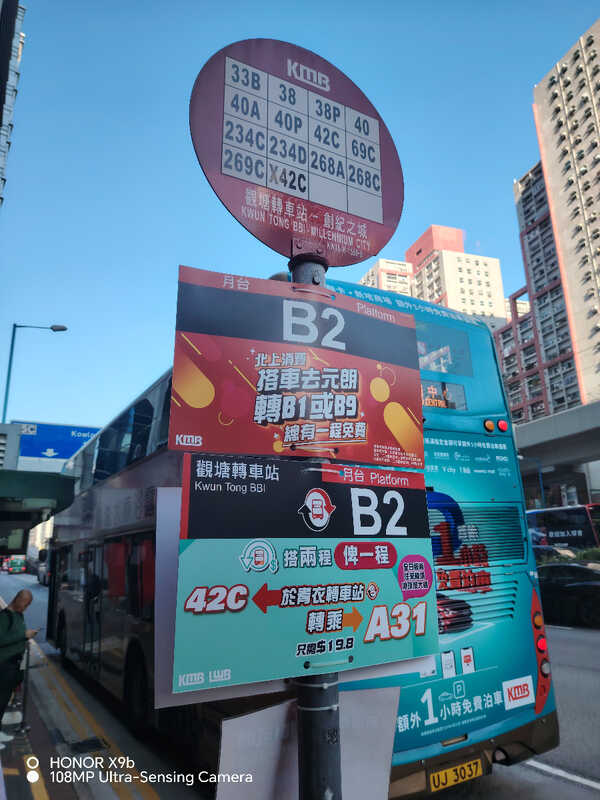 KMB
33B 38 38P 40
40A 40P 42C 69C
234C 234D 268A 268C
269C X42C
觀塘轉車站 - 創紀之城
KWUN TONG BBI - MILLENNIUM CITY
月台 Platform
B2
北上消費
搭車去元朗
轉B1或B9
總有一程免費
KMB
觀塘轉車站
Kwun Tong BBI
月台 Platform
B2
搭兩程 俾一程
42C 於青衣轉車站
轉乘 A31
只需$19.8
KMB LWB
CENTRAL
額外1小時免費泊車
KMB
UJ 3037
HONOR X9b
108MP Ultra-Sensing Camera